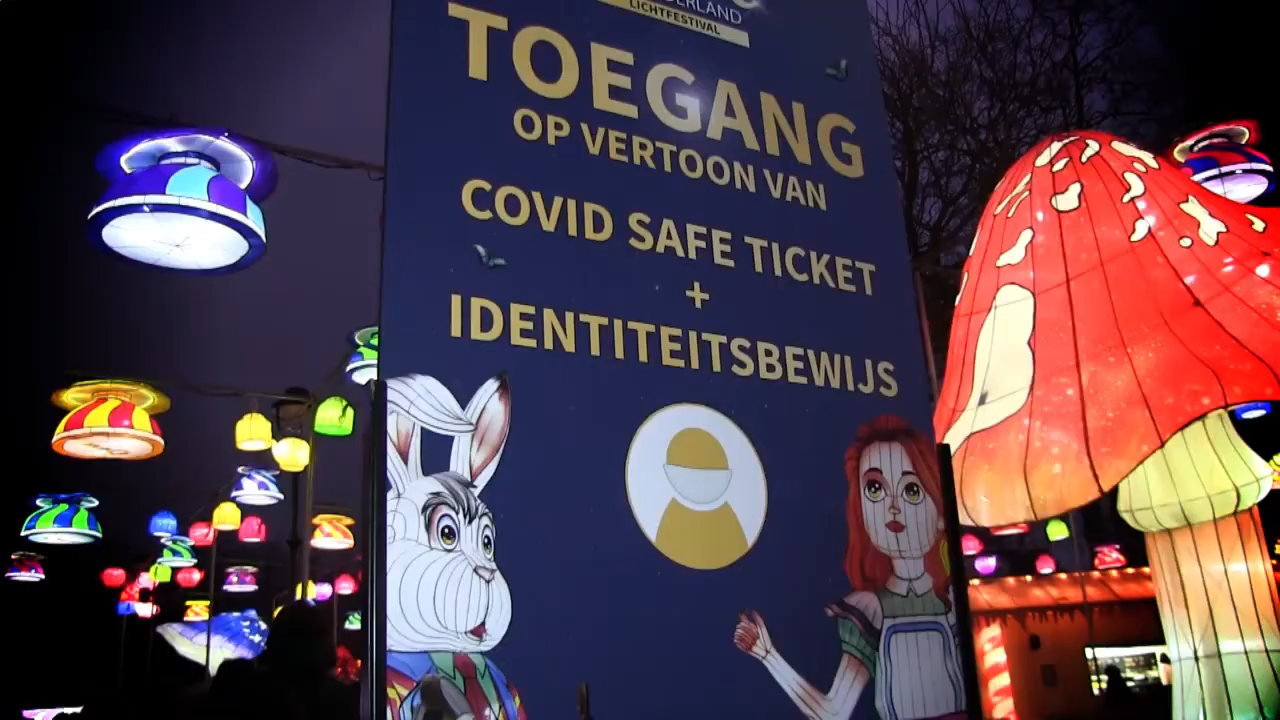 LICHTFESTIVAL
TOEGANG
OP VERTOON VAN
COVID SAFE TICKET
+
IDENTITEITSBEWIJS